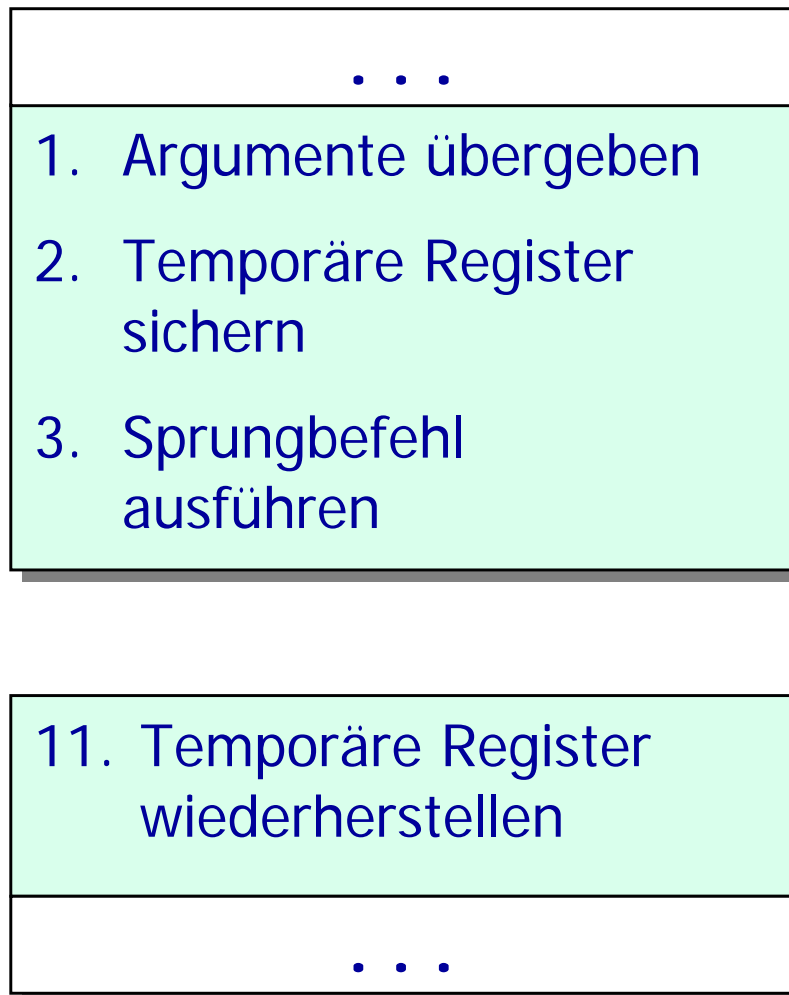 . . .
1. Argumente übergeben
2. Temporäre Register
sichern
3. Sprungbefehl
ausführen
11. Temporäre Register
wiederherstellen
. . .